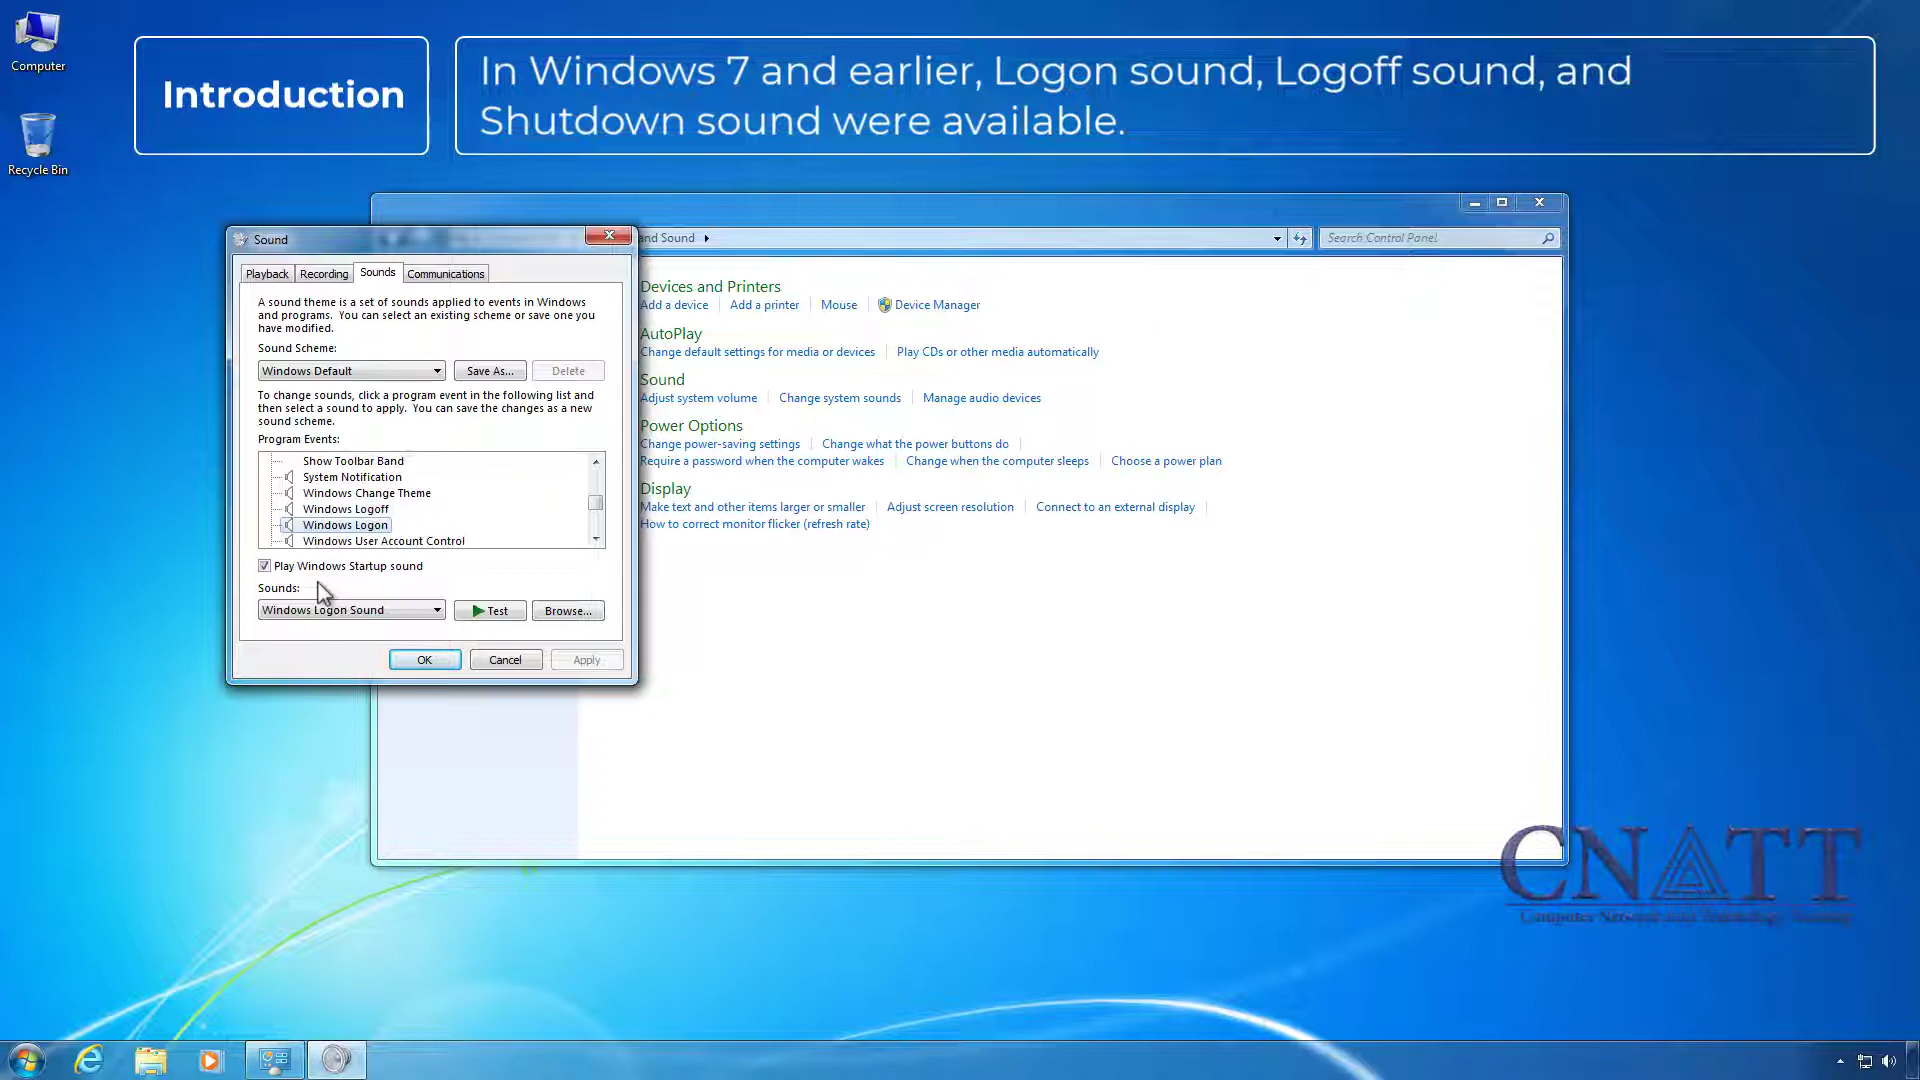 Computer
Recycle Bin
Introduction
In Windows 7 and earlier, Logon sound, Logoff sound, and
Shutdown sound were available.
Sound
Playback
Recording
Sounds
Communications
A sound theme is a set of sounds applied to events in Windows
and programs. You can select an existing scheme or save one you
have modified.
Sound Scheme:
Windows Default
Save As...
Delete
To change sounds, click a program event in the following list and
then select a sound to apply. You can save the changes as a new
sound scheme.
Program Events:
Show Toolbar Band
System Notification
Windows Change Theme
Windows Logoff
Windows Logon
Windows User Account Control
Play Windows Startup sound
Sounds:
Windows Logon Sound
Test
Browse...
OK
Cancel
Apply
and Sound
Search Control Panel
Devices and Printers
Add a device
Add a printer
Mouse
Device Manager
AutoPlay
Change default settings for media or devices
Play CDs or other media automatically
Sound
Adjust system volume
Change system sounds
Manage audio devices
Power Options
Change power-saving settings
Change what the power buttons do
Require a password when the computer wakes
Change when the computer sleeps
Choose a power plan
Display
Make text and other items larger or smaller
Adjust screen resolution
Connect to an external display
How to correct monitor flicker (refresh rate)
CNATT
Computer Network and Technology